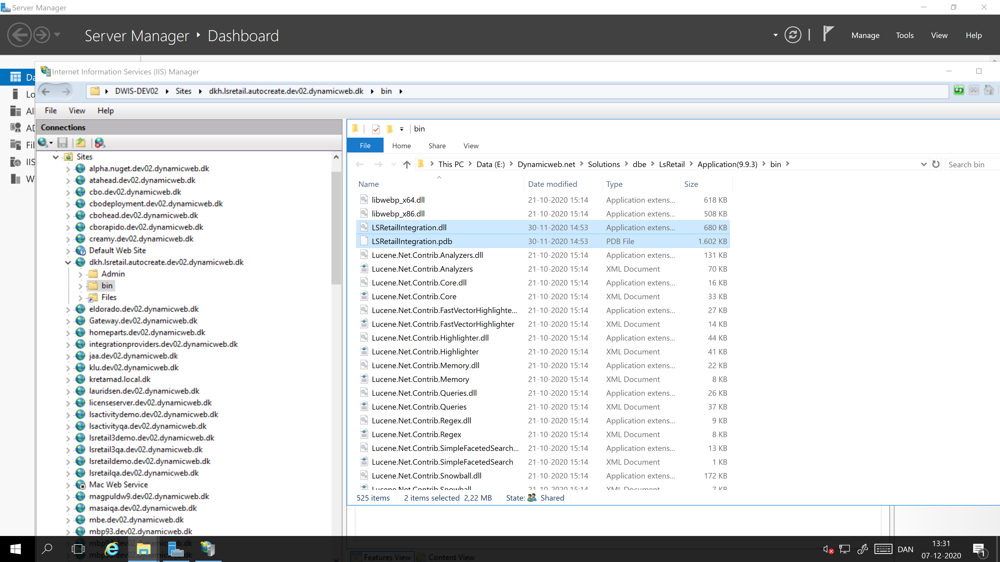 Server Manager
Server Manager ‣ Dashboard
Manage Tools View Help
Internet Information Services (IIS) Manager
DWIS-DEV02 Sites dkh.lsretail.autocreate.dev02.dynamicweb.dk bin
File View Help
Da
Lo
All
AD
Fil
IIS
W
Connections
Sites
alpha.nuget.dev02.dynamicweb.dk
atahead.dev02.dynamicweb.dk
cbo.dev02.dynamicweb.dk
cbodeployment.dev02.dynamicweb.dk
cbohead.dev02.dynamicweb.dk
cborapido.dev02.dynamicweb.dk
creamy.dev02.dynamicweb.dk
Default Web Site
dkh.lsretail.autocreate.dev02.dynamicweb.dk
Admin
bin
Files
eldorado.dev02.dynamicweb.dk
Gateway.dev02.dynamicweb.dk
homeparts.dev02.dynamicweb.dk
integrationproviders.dev02.dynamicweb.dk
jaa.dev02.dynamicweb.dk
klu.dev02.dynamicweb.dk
kretamad.local.dk
lauridsen.dev02.dynamicweb.dk
licenseserver.dev02.dynamicweb.dk
lsactivitydemo.dev02.dynamicweb.dk
lsactivityqa.dev02.dynamicweb.dk
lsretail3demo.dev02.dynamicweb.dk
lsretail3qa.dev02.dynamicweb.dk
lsretaildemo.dev02.dynamicweb.dk
lsretailqa.dev02.dynamicweb.dk
Mac Web Service
magpuldw9.dev02.dynamicweb.dk
masaiqa.dev02.dynamicweb.dk
mbe.dev02.dynamicweb.dk
mbp93.dev02.dynamicweb.dk
bin
File Home Share View
This PC Data (E:) Dynamicweb.net Solutions dbe LsRetail Application(9.9.3) bin
Search bin
Name Date modified Type Size
libwebp_x64.dll 21-10-2020 15:14 Application extens... 618 KB
libwebp_x86.dll 21-10-2020 15:14 Application extens... 508 KB
LSRetailIntegration.dll 30-11-2020 14:53 Application extens... 680 KB
LSRetailIntegration.pdb 30-11-2020 14:53 PDB File 1.602 KB
Lucene.Net.Contrib.Analyzers.dll 21-10-2020 15:14 Application extens... 131 KB
Lucene.Net.Contrib.Analyzers 21-10-2020 15:14 XML Document 70 KB
Lucene.Net.Contrib.Core.dll 21-10-2020 15:14 Application extens... 16 KB
Lucene.Net.Contrib.Core 21-10-2020 15:14 XML Document 33 KB
Lucene.Net.Contrib.FastVectorHighlighte... 21-10-2020 15:14 Application extens... 27 KB
Lucene.Net.Contrib.FastVectorHighlighter 21-10-2020 15:14 XML Document 14 KB
Lucene.Net.Contrib.Highlighter.dll 21-10-2020 15:14 Application extens... 44 KB
Lucene.Net.Contrib.Highlighter 21-10-2020 15:14 XML Document 41 KB
Lucene.Net.Contrib.Memory.dll 21-10-2020 15:14 Application extens... 22 KB
Lucene.Net.Contrib.Memory 21-10-2020 15:14 XML Document 8 KB
Lucene.Net.Contrib.Queries.dll 21-10-2020 15:14 Application extens... 26 KB
Lucene.Net.Contrib.Queries 21-10-2020 15:14 XML Document 37 KB
Lucene.Net.Contrib.Regex.dll 21-10-2020 15:14 Application extens... 9 KB
Lucene.Net.Contrib.Regex 21-10-2020 15:14 XML Document 8 KB
Lucene.Net.Contrib.SimpleFacetedSearch... 21-10-2020 15:14 Application extens... 13 KB
Lucene.Net.Contrib.SimpleFacetedSearch 21-10-2020 15:14 XML Document 1 KB
Lucene.Net.Contrib.Snowball.dll 21-10-2020 15:14 Application extens... 172 KB
Lucene.Net.Contrib.Snowball 21-10-2020 15:14 XML Document 7 KB
525 items 2 items selected 2,22 MB State: Shared
Features View Content View
DAN
13:31
07-12-2020
1